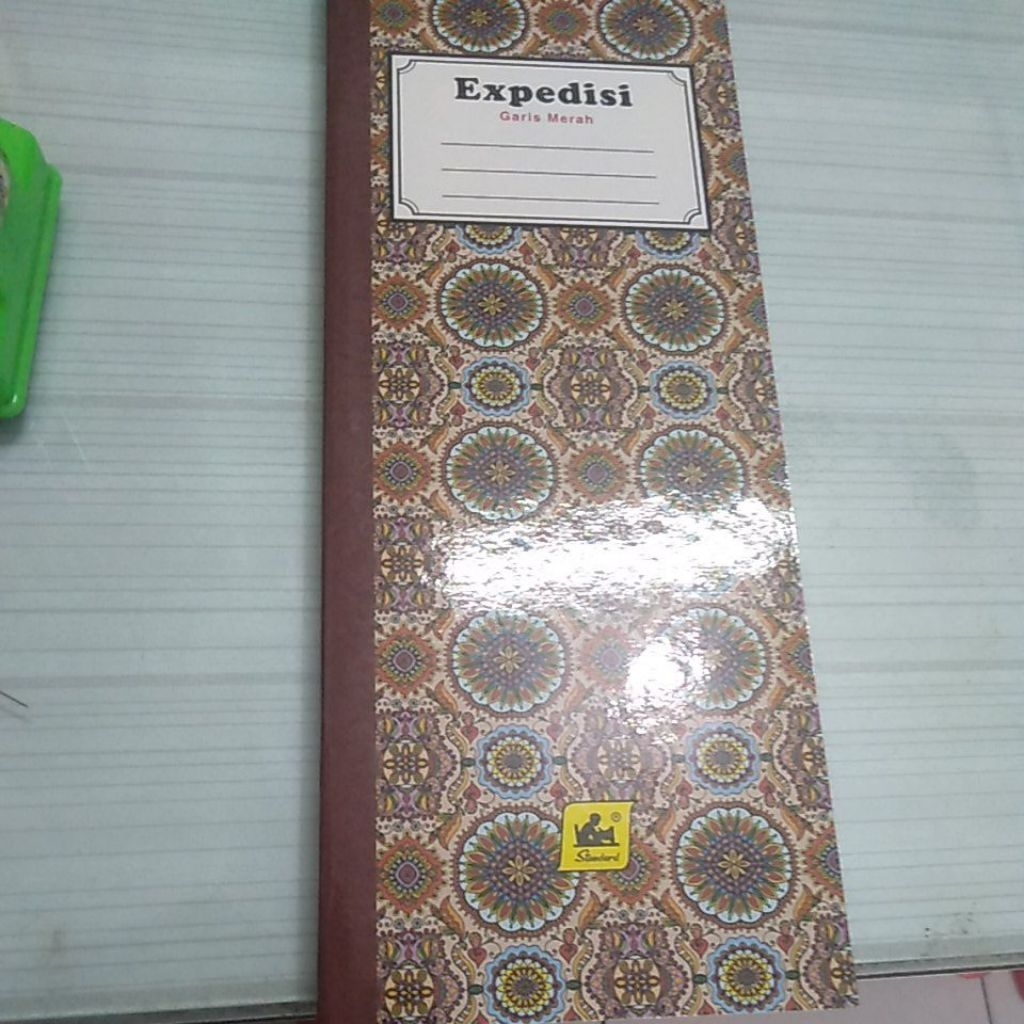 Expedisi
Garis Merah
®
Standard